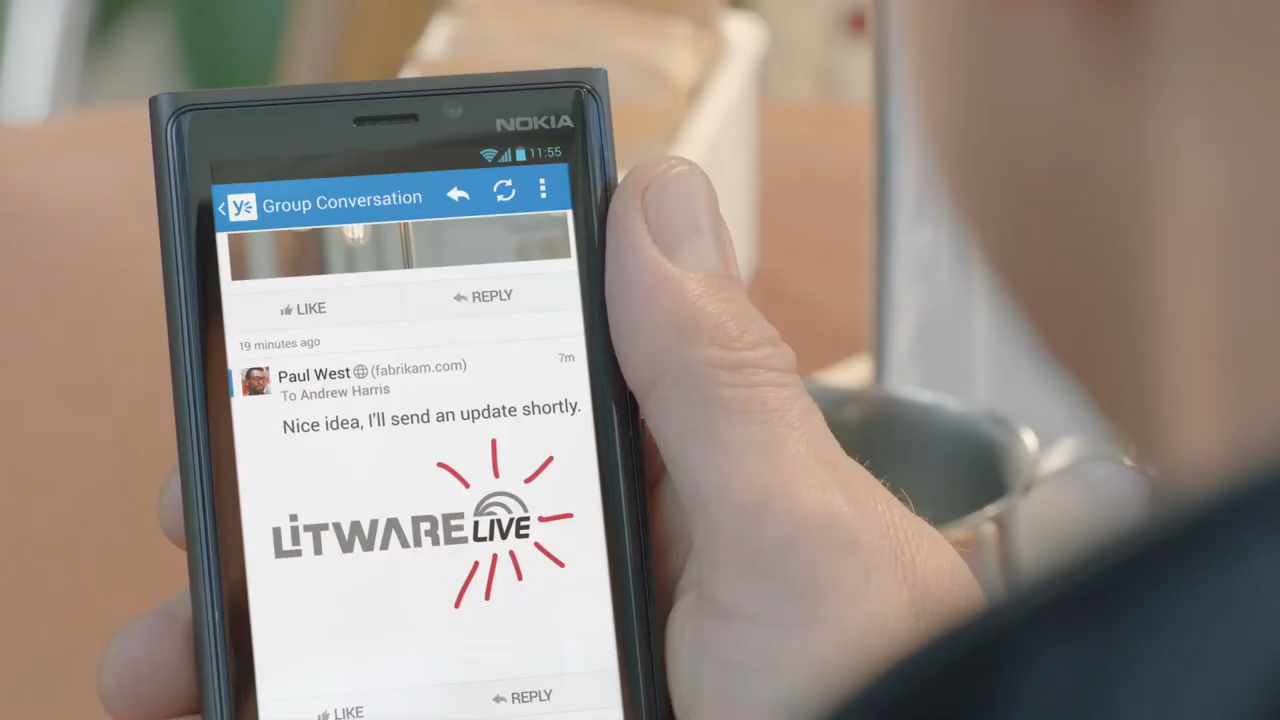 NOKIA
11:55
Group Conversation
LIKE
REPLY
19 minutes ago
Paul West (fabrikam.com)
7m
To Andrew Harris
Nice idea, I'll send an update shortly.
LiTWARE LIVE
LIKE
REPLY